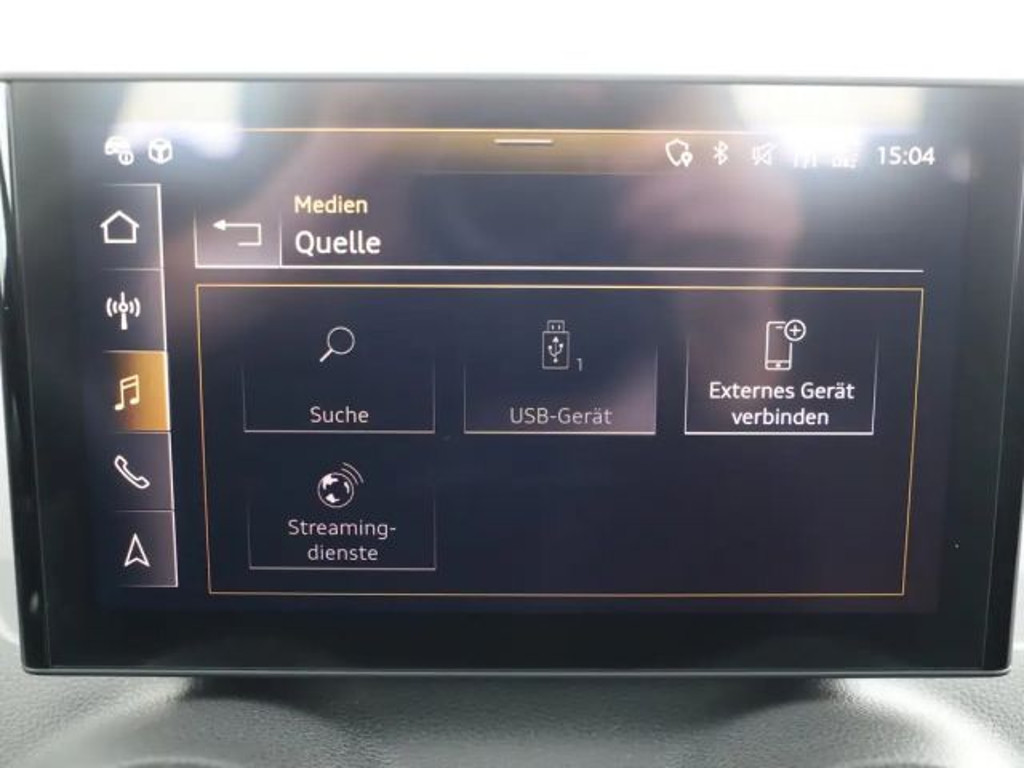 15:04
Medien
Quelle
1
Suche
USB-Gerät
Externes Gerät
verbinden
Streaming-
dienste